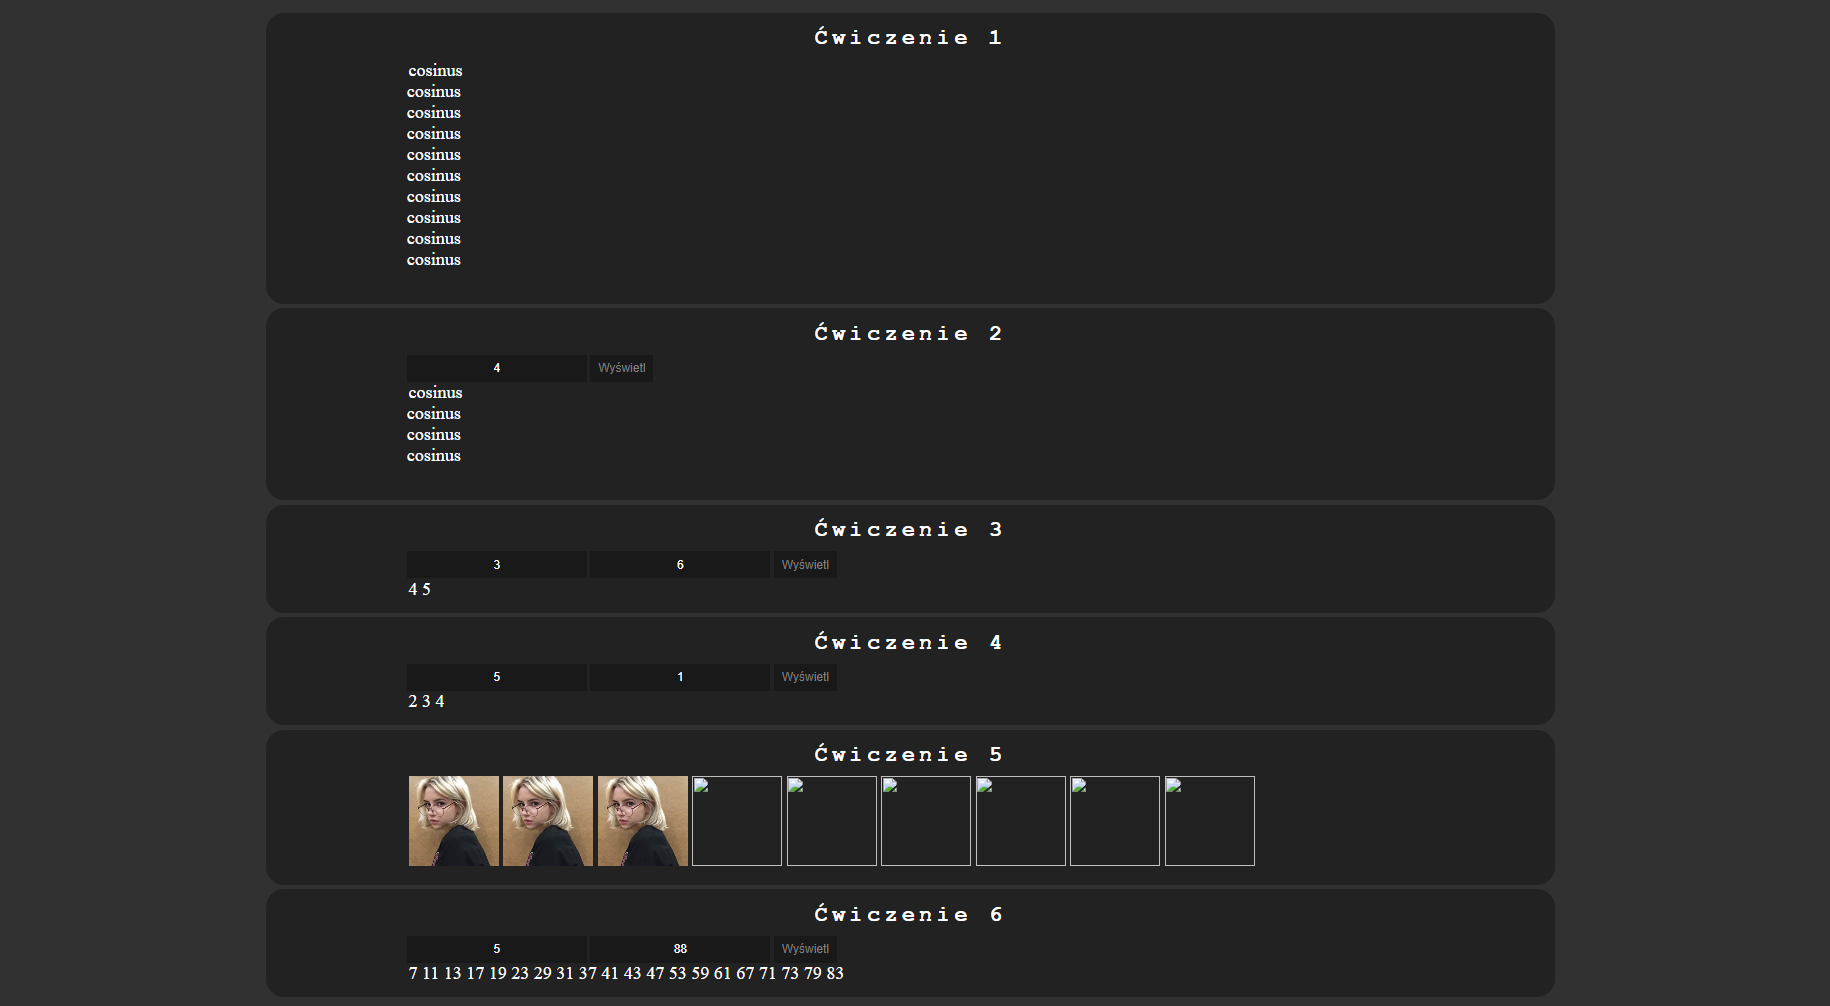 Ćwiczenie 1
cosinus
cosinus
cosinus
cosinus
cosinus
cosinus
cosinus
cosinus
cosinus
cosinus
Ćwiczenie 2
4 Wyświetl
cosinus
cosinus
cosinus
cosinus
Ćwiczenie 3
3 6 Wyświetl
4 5
Ćwiczenie 4
5 1 Wyświetl
2 3 4
Ćwiczenie 5
Ćwiczenie 6
5 88 Wyświetl
7 11 13 17 19 23 29 31 37 41 43 47 53 59 61 67 71 73 79 83